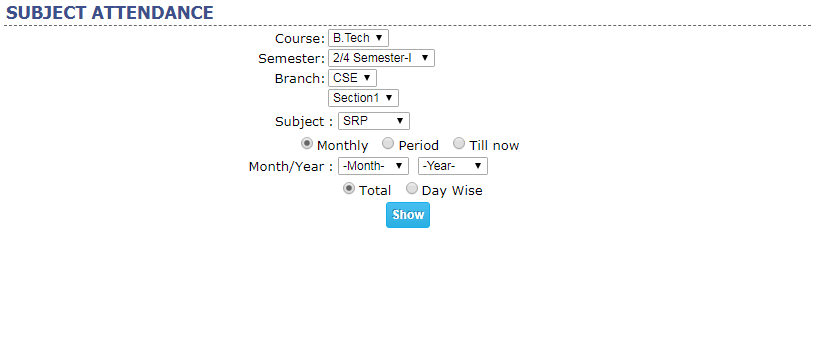 SUBJECT ATTENDANCE
Course: B.Tech
Semester: 2/4 Semester-I
Branch: CSE
Section1
Subject : SRP
Monthly Period Till now
Month/Year : -Month- -Year-
Total Day Wise
Show